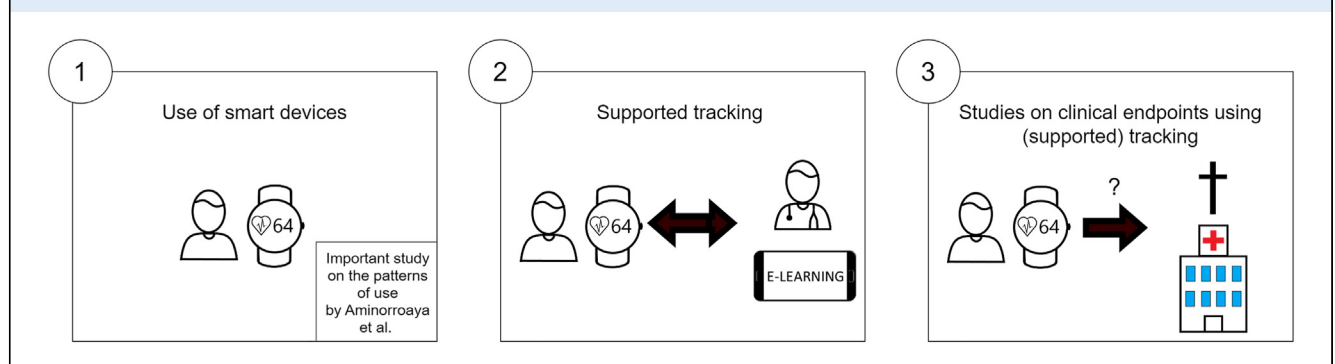 1
Use of smart devices
64
Important study
on the patterns
of use
by Aminorroaya
et al.
2
Supported tracking
64
E-LEARNING
3
Studies on clinical endpoints using
(supported) tracking
64
?